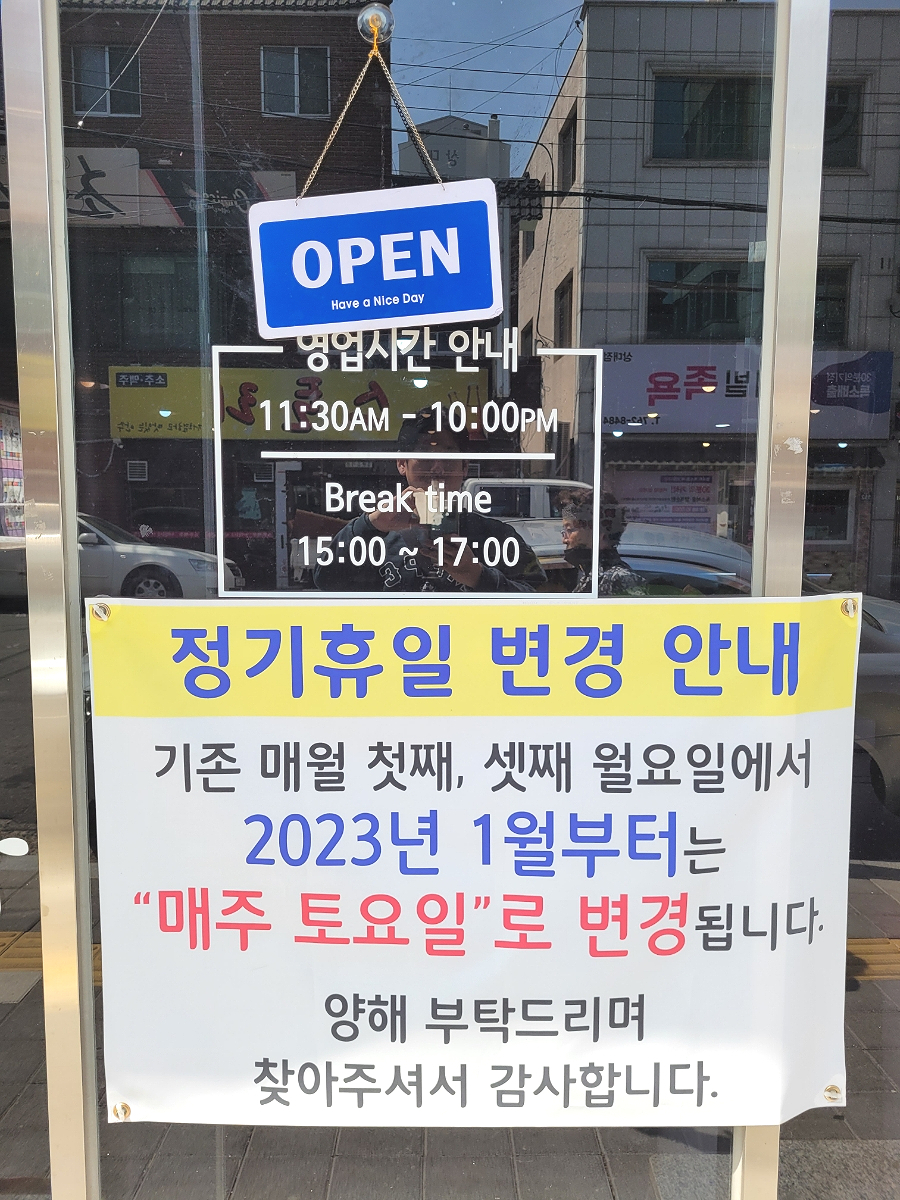 OPEN
Have a Nice Day
영업시간 안내
11:30AM - 10:00PM
Break time
15:00 ~ 17:00
정기휴일 변경 안내
기존 매월 첫째, 셋째 월요일에서
2023년 1월부터는
“매주 토요일”로 변경됩니다.
양해 부탁드리며
찾아주셔서 감사합니다.